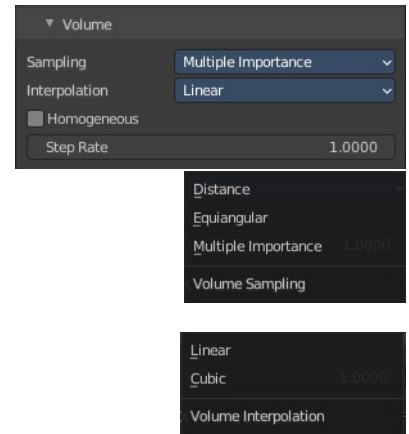 Volume
Sampling Multiple Importance
Interpolation Linear
Homogeneous
Step Rate 1.0000
Distance
Equiangular
Multiple Importance 1.0000
Volume Sampling
Linear
Cubic 1.0000
Volume Interpolation